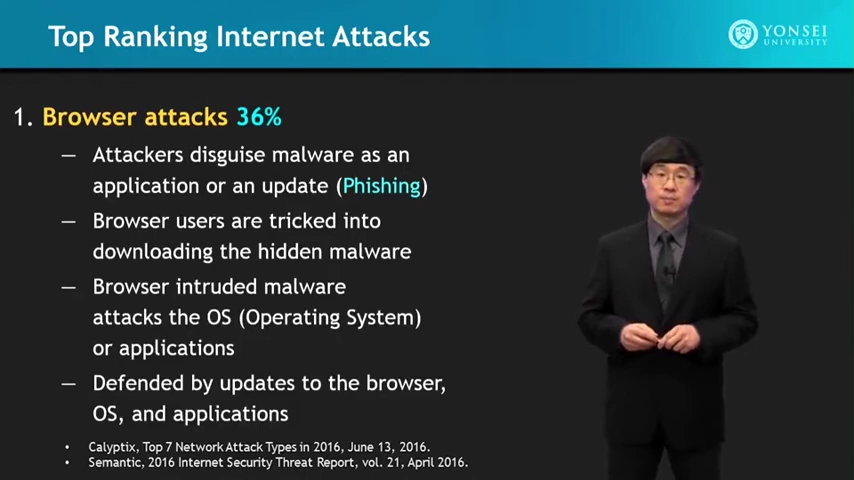 Top Ranking Internet Attacks
YONSEI
UNIVERSITY
1. Browser attacks 36%
— Attackers disguise malware as an
application or an update (Phishing)
— Browser users are tricked into
downloading the hidden malware
— Browser intruded malware
attacks the OS (Operating System)
or applications
— Defended by updates to the browser,
OS, and applications
• Calyptix, Top 7 Network Attack Types in 2016, June 13, 2016.
• Semantic, 2016 Internet Security Threat Report, vol. 21, April 2016.